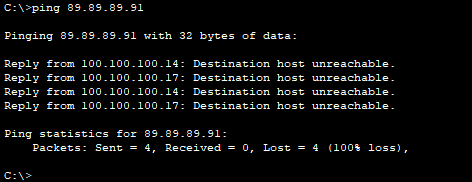 C:\>ping 89.89.89.91
Pinging 89.89.89.91 with 32 bytes of data:
Reply from 100.100.100.14: Destination host unreachable.
Reply from 100.100.100.17: Destination host unreachable.
Reply from 100.100.100.14: Destination host unreachable.
Reply from 100.100.100.17: Destination host unreachable.
Ping statistics for 89.89.89.91:
    Packets: Sent = 4, Received = 0, Lost = 4 (100% loss),
C:\>